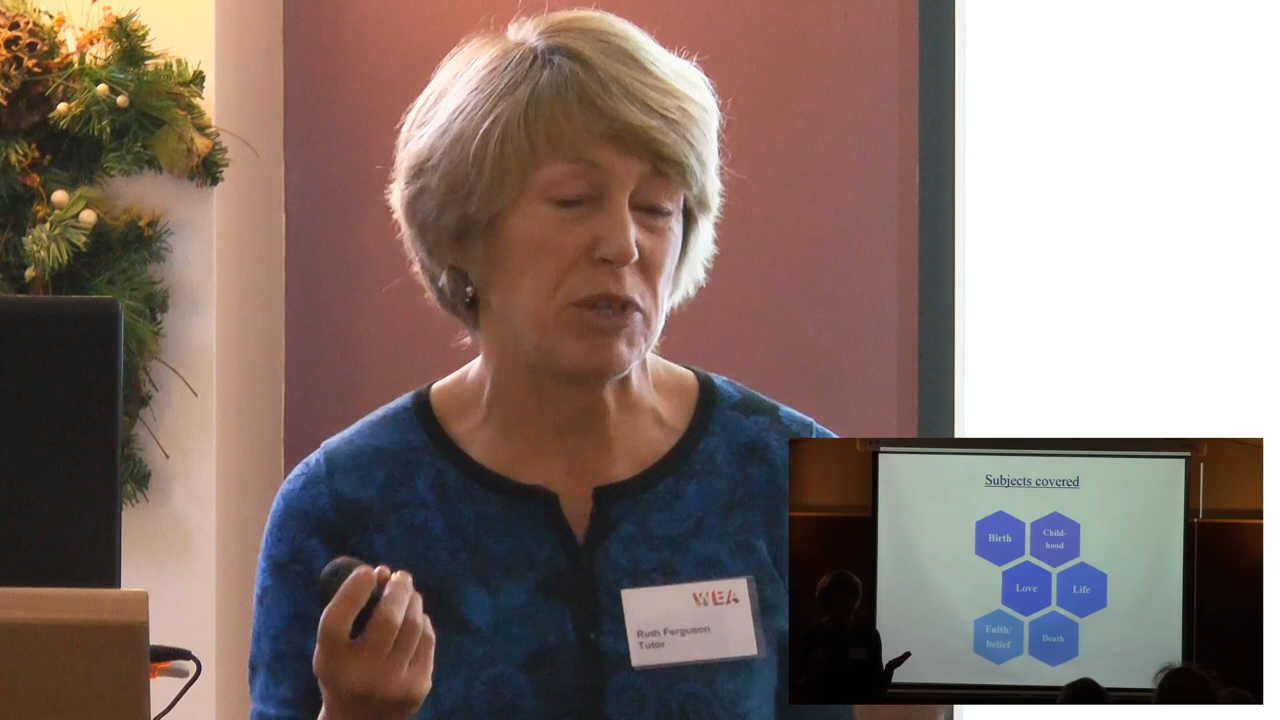 WEA
Ruth Ferguson
Tutor
Subjects covered
Birth
Child-
hood
Love
Life
Faith/
belief
Death